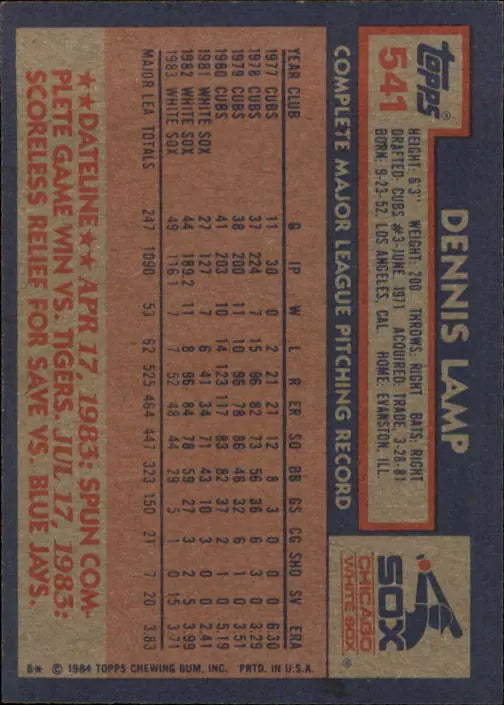 topps®
541
DENNIS LAMP
HEIGHT: 6'3" WEIGHT: 200 THROWS: RIGHT BATS: RIGHT
DRAFTED: CUBS #3-JUNE, 1971 ACQUIRED: TRADE, 3-28-81
BORN: 9-23-52, LOS ANGELES, CAL. HOME: EVANSTON, ILL.
SOX
CHICAGO
WHITE SOX ®
COMPLETE MAJOR LEAGUE PITCHING RECORD
YEAR CLUB G IP W L R ER SO BB GS CG SHO SV ERA
1977 CUBS 11 30 0 2 21 21 12 8 3 0 0 0 6.30
1978 CUBS 37 224 7 15 96 82 73 56 36 6 3 0 3.29
1979 CUBS 38 200 11 10 96 78 86 46 32 6 1 0 3.51
1980 CUBS 41 203 10 14 123 117 83 82 37 2 1 0 5.19
1981 WHITE SOX 27 127 7 6 41 34 71 43 10 3 0 0 2.41
1982 WHITE SOX 44 189.2 11 8 96 84 78 59 27 3 2 5 3.99
1983 WHITE SOX 49 116.1 7 7 52 48 44 29 5 1 0 15 3.71
MAJOR LEA. TOTALS 247 1090 53 62 525 464 447 323 150 21 7 20 3.83
★★DATELINE★★ APR 17, 1983: SPUN COM-
PLETE GAME WIN VS. TIGERS. JUL 17, 1983:
SCORELESS RELIEF FOR SAVE VS. BLUE JAYS.
B* © 1984 TOPPS CHEWING GUM, INC. PRTD. IN U.S.A.